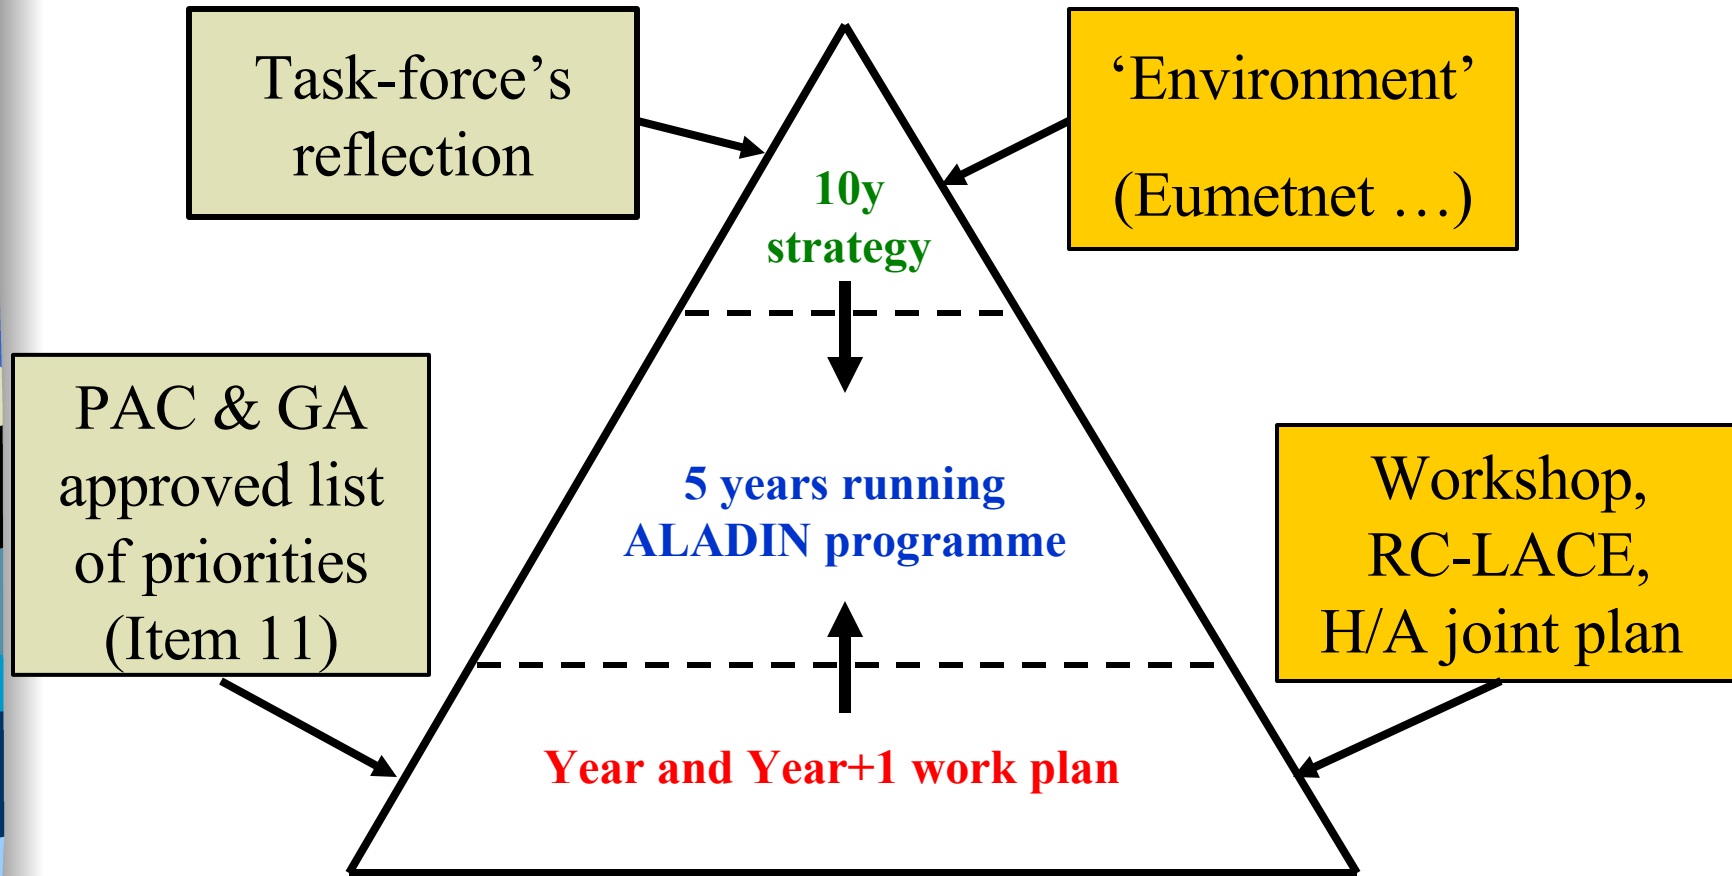 Task-force’s
reflection
‘Environment’
(Eumetnet …)
10y
strategy
PAC & GA
approved list
of priorities
(Item 11)
5 years running
ALADIN programme
Workshop,
RC-LACE,
H/A joint plan
Year and Year+1 work plan